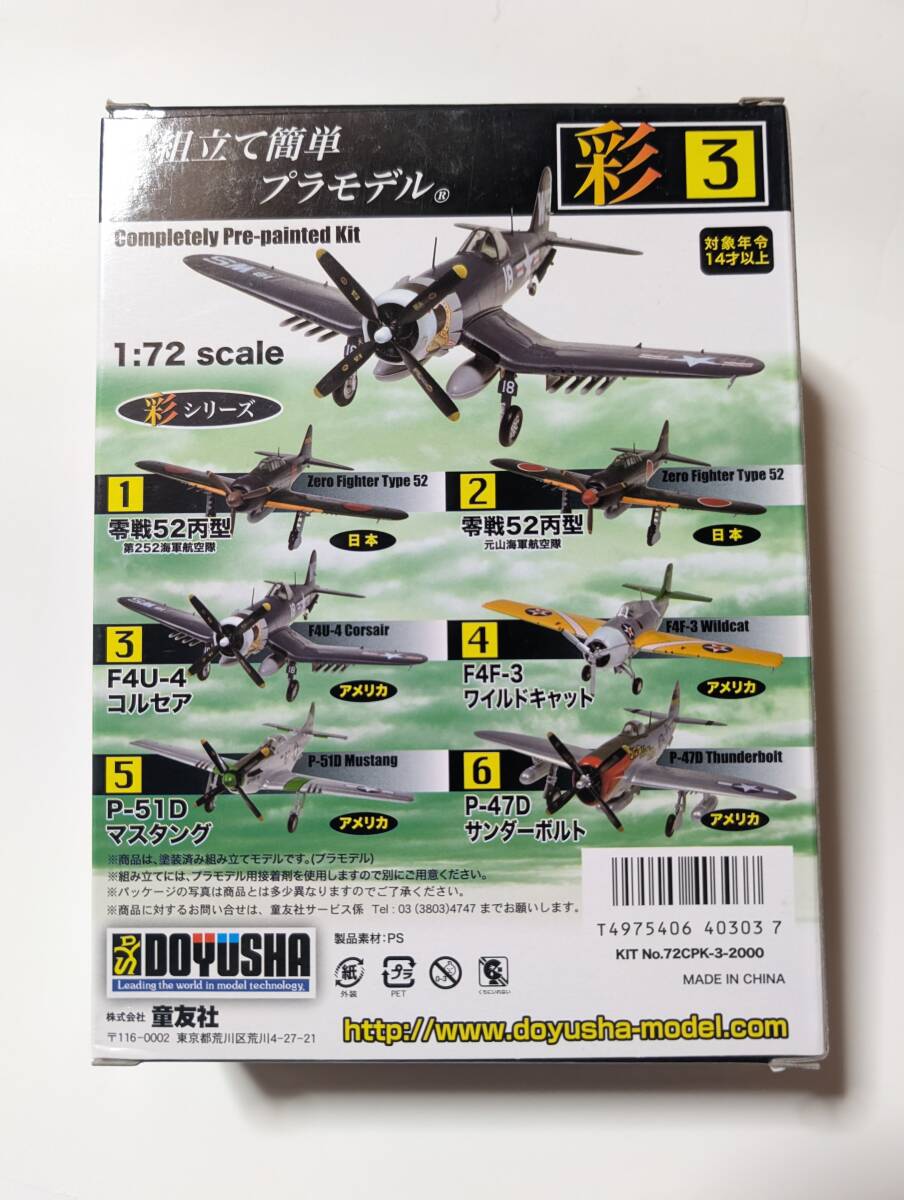 組立て簡単
プラモデル®
彩 3
Completely Pre-painted Kit
対象年令
14才以上
1:72 scale
彩シリーズ
18
WS
18
18
1
Zero Fighter Type 52
零戦52丙型
第252海軍航空隊
日本
2
Zero Fighter Type 52
零戦52丙型
元山海軍航空隊
日本
3
F4U-4 Corsair
F4U-4
コルセア
アメリカ
4
F4F-3 Wildcat
F4F-3
ワイルドキャット
アメリカ
5
P-51D Mustang
P-51D
マスタング
アメリカ
6
P-47D Thunderbolt
P-47D
サンダーボルト
アメリカ
※商品は、塗装済み組み立てモデルです。(プラモデル)
※組み立てには、プラモデル用接着剤を使用しますので別にご用意ください。
※パッケージの写真は商品とは多少異なりますのでご了承ください。
※商品に対するお問い合せは、童友社サービス係 Tel : 03 (3803)4747 までお願いします。
T4975406 40303 7
KIT No.72CPK-3-2000
MADE IN CHINA
DOYUSHA
Leading the world in model technology.
製品素材:PS
紙
外装
プラ
PET
0-3
くちにいれない
株式会社 童友社
〒116-0002 東京都荒川区荒川4-27-21
http://www.doyusha-model.com